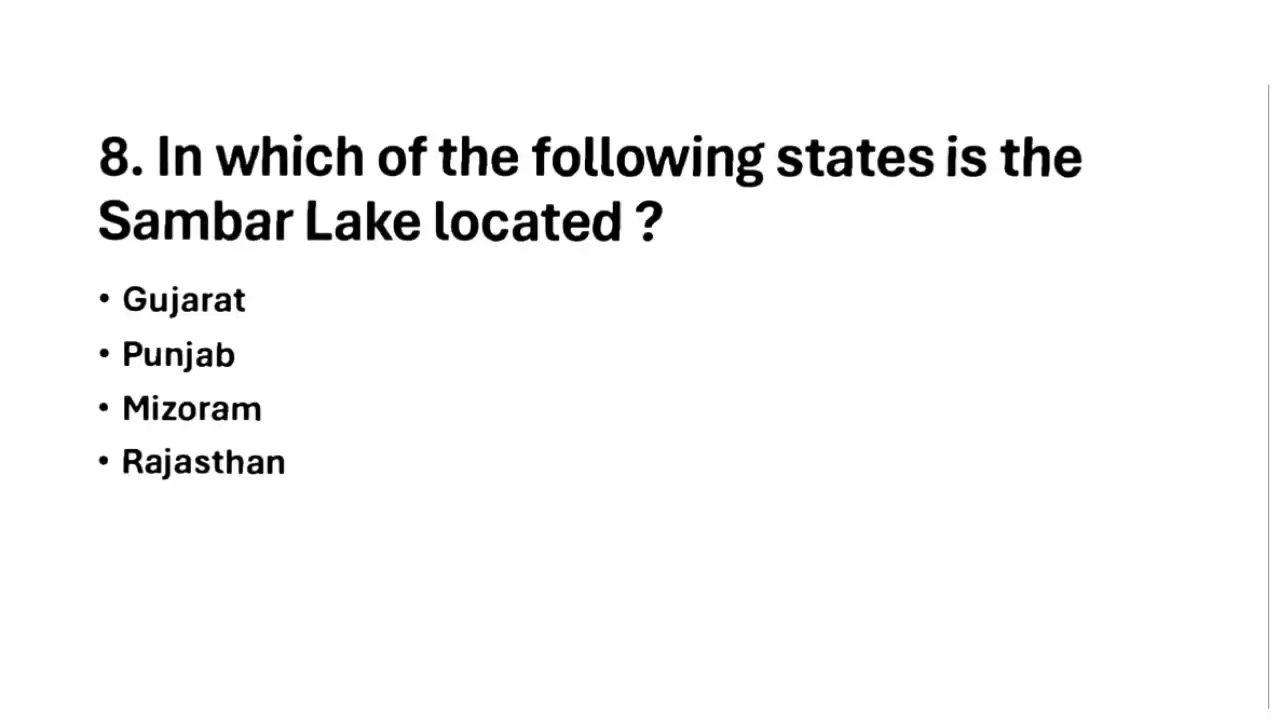 8. In which of the following states is the
Sambar Lake located ?
• Gujarat
• Punjab
• Mizoram
• Rajasthan